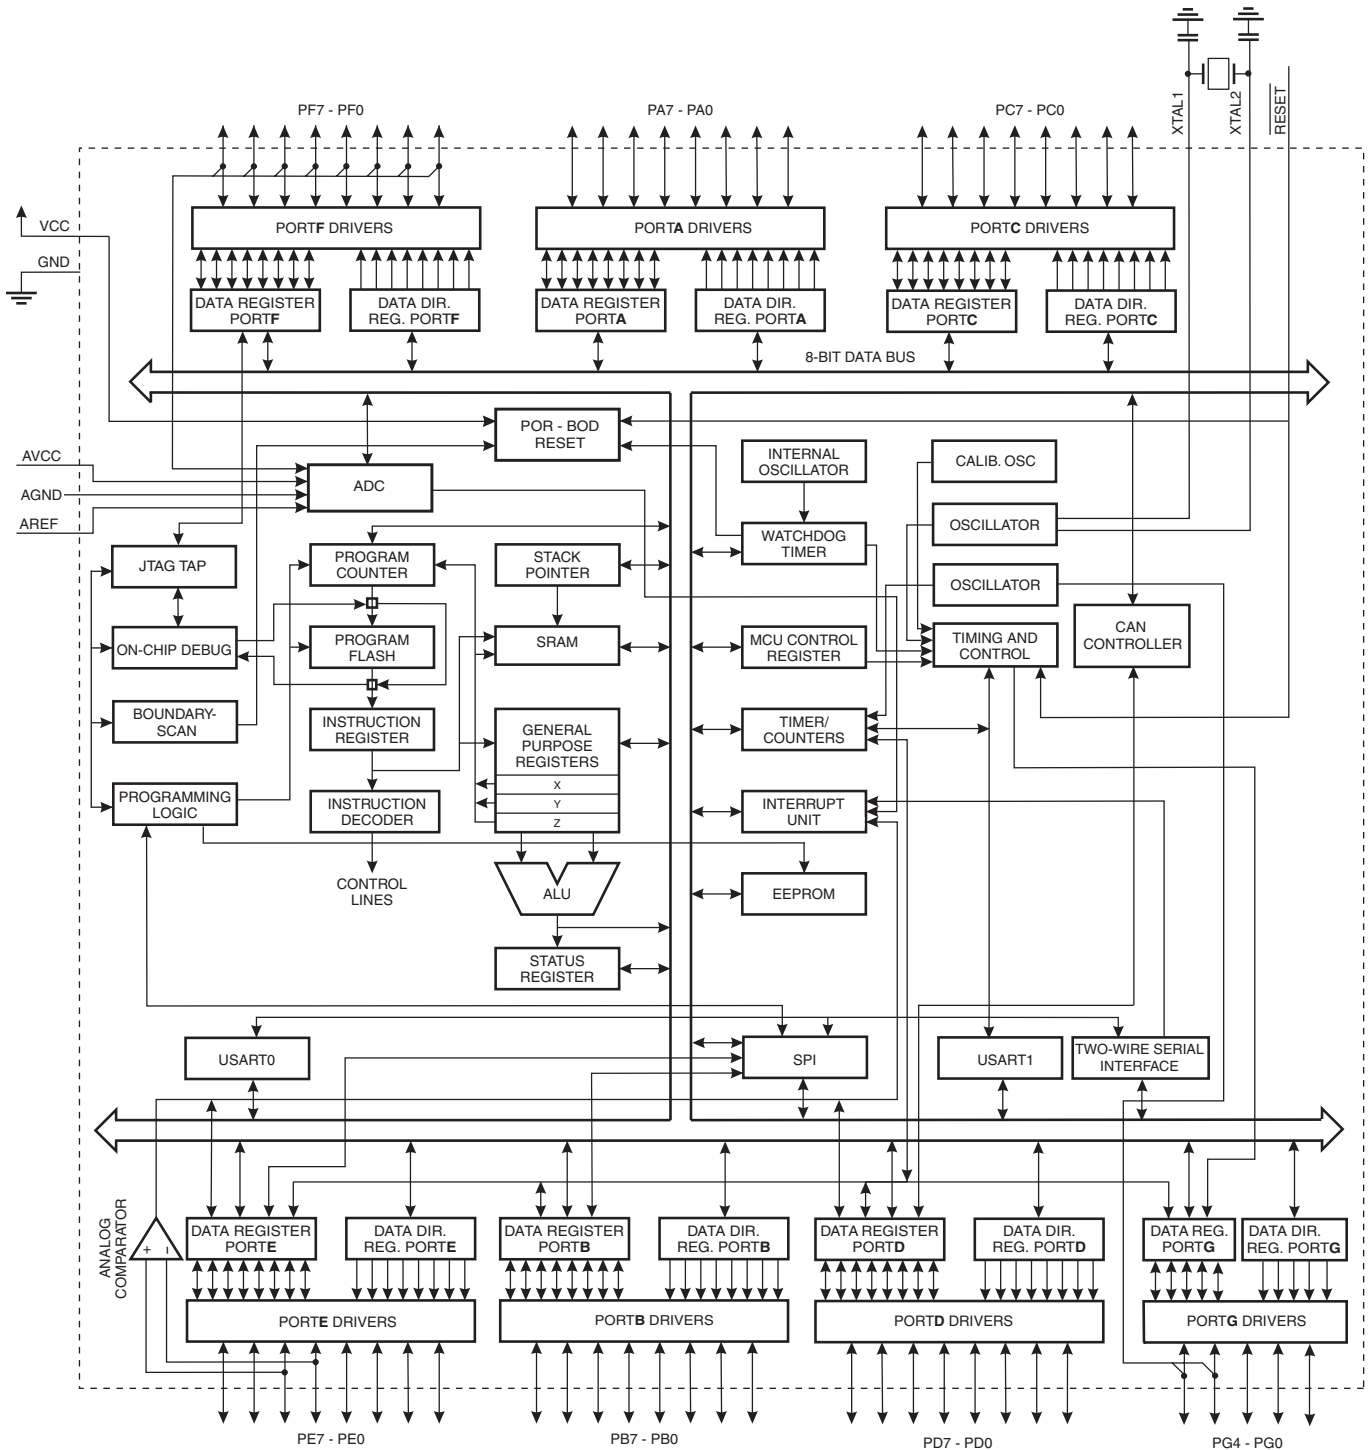 XTAL1
XTAL2
RESET
PF7 - PF0
PA7 - PA0
PC7 - PC0
VCC
GND
PORTF DRIVERS
PORTA DRIVERS
PORTC DRIVERS
DATA REGISTER
PORTF
DATA DIR.
REG. PORTF
DATA REGISTER
PORTA
DATA DIR.
REG. PORTA
DATA REGISTER
PORTC
DATA DIR.
REG. PORTC
8-BIT DATA BUS
POR - BOD
RESET
INTERNAL
OSCILLATOR
CALIB. OSC
AVCC
AGND
AREF
ADC
OSCILLATOR
WATCHDOG
TIMER
JTAG TAP
PROGRAM
COUNTER
STACK
POINTER
OSCILLATOR
ON-CHIP DEBUG
PROGRAM
FLASH
SRAM
MCU CONTROL
REGISTER
TIMING AND
CONTROL
CAN
CONTROLLER
BOUNDARY-
SCAN
INSTRUCTION
REGISTER
GENERAL
PURPOSE
REGISTERS
X
Y
Z
TIMER/
COUNTERS
PROGRAMMING
LOGIC
INSTRUCTION
DECODER
INTERRUPT
UNIT
CONTROL
LINES
ALU
EEPROM
STATUS
REGISTER
USART0
SPI
USART1
TWO-WIRE SERIAL
INTERFACE
ANALOG
COMPARATOR
+
-
DATA REGISTER
PORTE
DATA DIR.
REG. PORTE
DATA REGISTER
PORTB
DATA DIR.
REG. PORTB
DATA REGISTER
PORTD
DATA DIR.
REG. PORTD
DATA REG.
PORTG
DATA DIR.
REG. PORTG
PORTE DRIVERS
PORTB DRIVERS
PORTD DRIVERS
PORTG DRIVERS
PE7 - PE0
PB7 - PB0
PD7 - PD0
PG4 - PG0